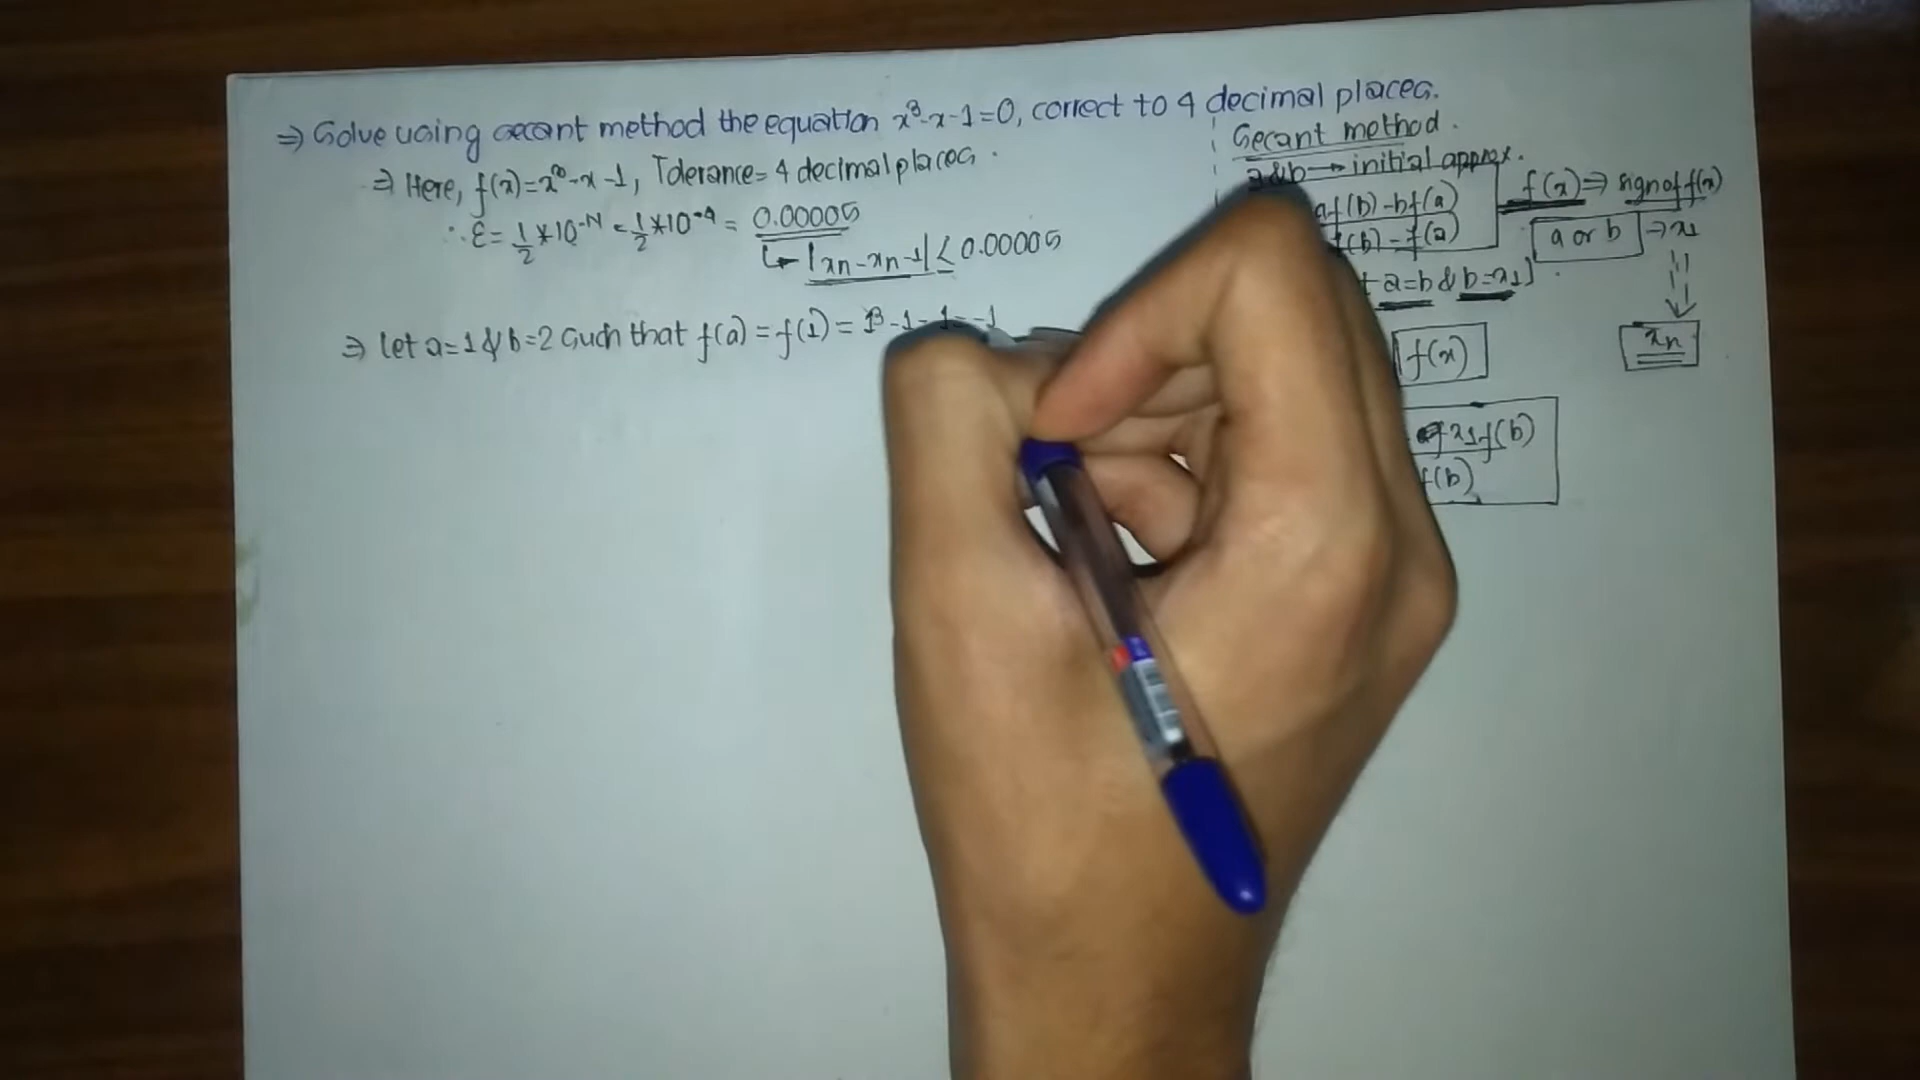 ⇒ Solve using secant method the equation x³-x-1=0, correct to 4 decimal places.
⇒ Here, f(x)=x³-x-1, Tolerance=4 decimal places.
∴ε=½*10^-N=½*10^-4=0.00005
↳|xn-xn-1|<0.00005
⇒ Let a=1&b=2 such that f(a)=f(1)=1³-1-1=-1
Secant method.
a&b→initial approx.
af(b)-bf(a)
f(b)-f(a)
a=b&b=x1]
f(x)
x1f(b)
f(b)
f(x)⇒sign of f(x)
a or b→x1
xn